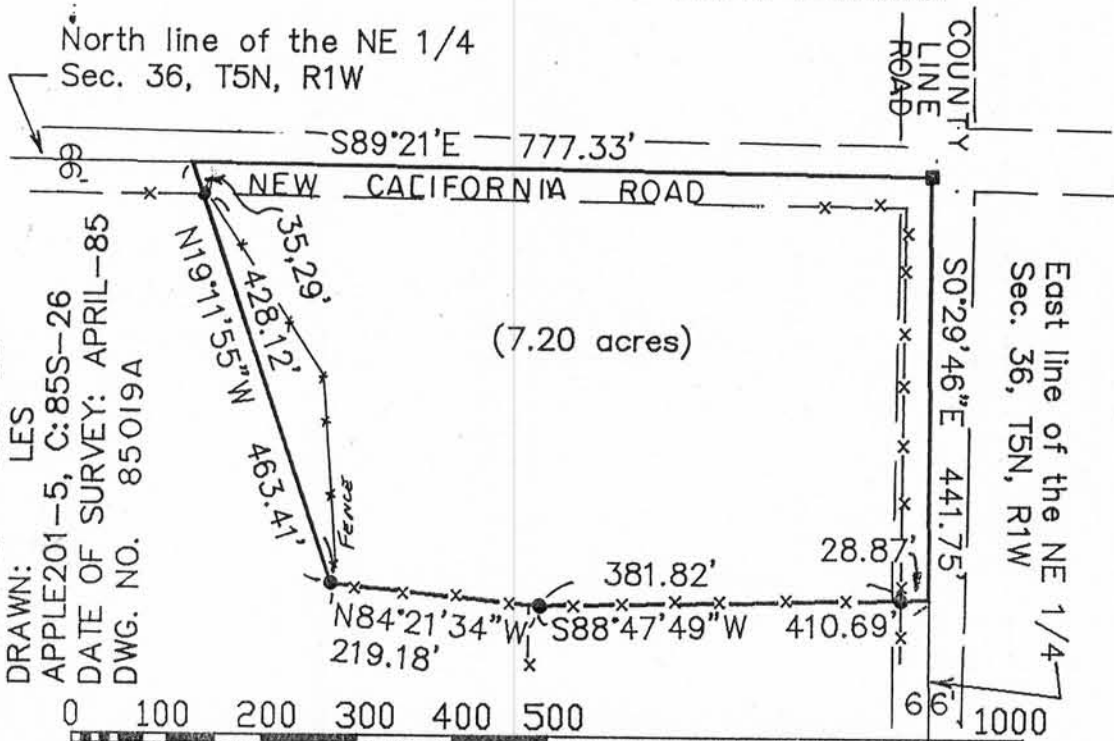 North line of the NE 1/4
Sec. 36, T5N, R1W
COUNTY
LINE
ROAD
S89°21'E 777.33'
66'
NEW CALIFORNIA ROAD
35,29'
428.12'
N19°11'55"W 463.41'
FENCE
(7.20 acres)
S0°29'46"E 441.75'
East line of the NE 1/4
Sec. 36, T5N, R1W
28.87'
381.82'
N84°21'34"W
219.18'
S88°47'49"W 410.69'
66'
DRAWN: LES
APPLE201-5, C:85S-26
DATE OF SURVEY: APRIL-85
DWG. NO. 85019A
0 100 200 300 400 500 1000